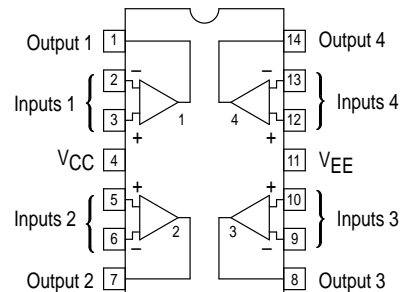 Output 1 1 14 Output 4
Inputs 1 2 − − 13 Inputs 4
3 1 4 12
+ +
VCC 4 11 VEE
+ +
Inputs 2 5 10 Inputs 3
6 − 2 3 − 9
Output 2 7 8 Output 3